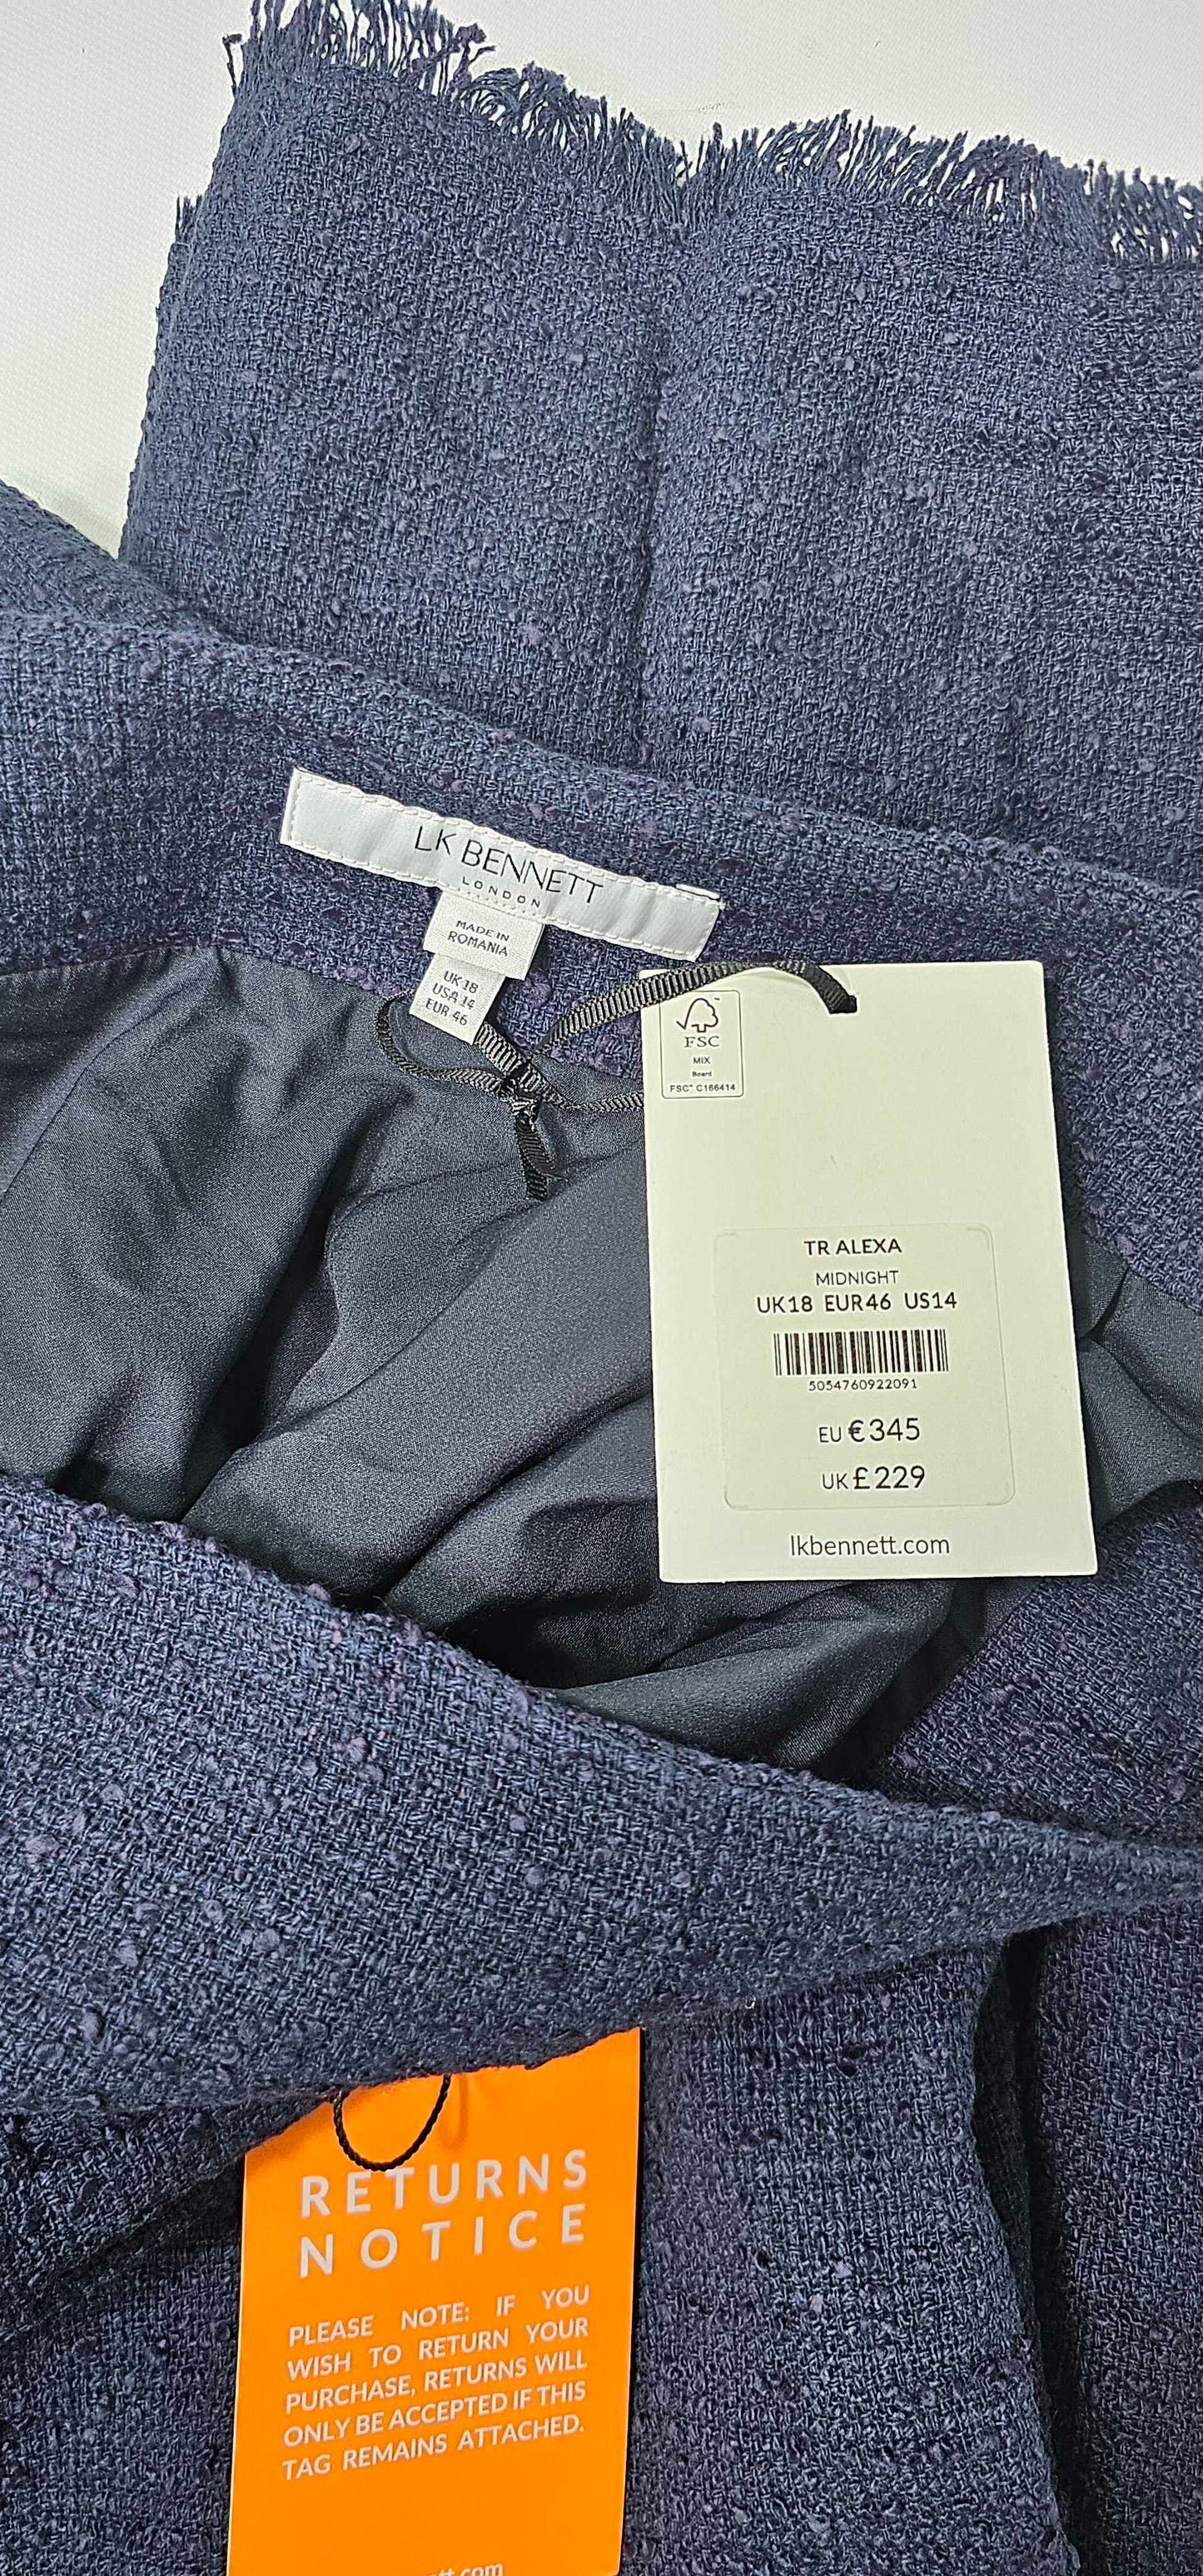 LK BENNETT
LONDON
MADE IN
ROMANIA
UK 18
USA 14
EUR 46
FSC
MIX
Board
FSC™ C166414
TR ALEXA
MIDNIGHT
UK18 EUR46 US14
5054760922091
EU €345
UK £229
lkbennett.com
RETURNS
NOTICE
PLEASE NOTE: IF YOU
WISH TO RETURN YOUR
PURCHASE, RETURNS WILL
ONLY BE ACCEPTED IF THIS
TAG REMAINS ATTACHED.